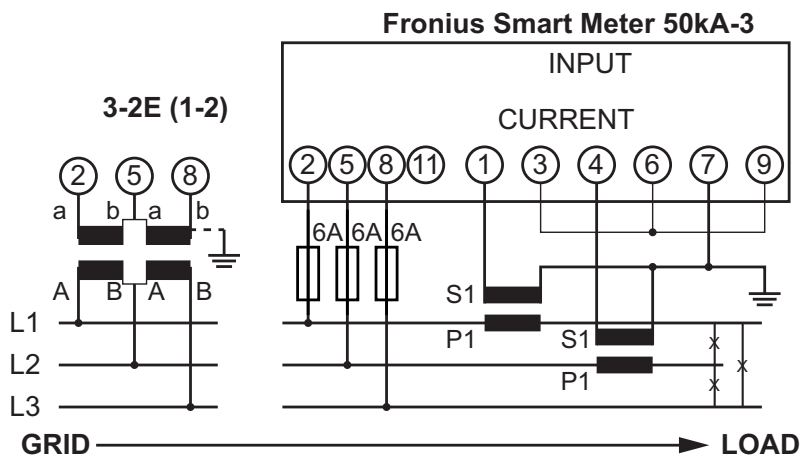 Fronius Smart Meter 50kA-3
INPUT
3-2E (1-2)
CURRENT
2 5 8
2 5 8 11 1 3 4 6 7 9
a b a b
6A 6A 6A
A B A B
S1
L1
P1 S1
L2
P1
x x x
L3
GRID LOAD